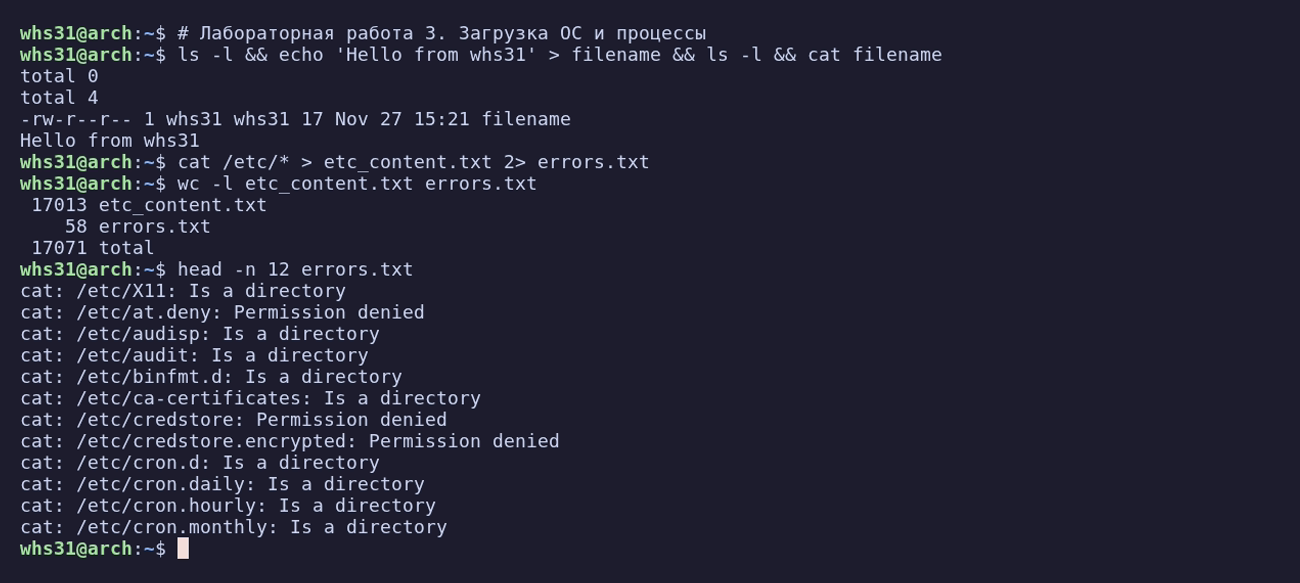 whs31@arch:~$ # Лабораторная работа 3. Загрузка ОС и процессы
whs31@arch:~$ ls -l && echo 'Hello from whs31' > filename && ls -l && cat filename
total 0
total 4
-rw-r--r-- 1 whs31 whs31 17 Nov 27 15:21 filename
Hello from whs31
whs31@arch:~$ cat /etc/* > etc_content.txt 2> errors.txt
whs31@arch:~$ wc -l etc_content.txt errors.txt
 17013 etc_content.txt
    58 errors.txt
 17071 total
whs31@arch:~$ head -n 12 errors.txt
cat: /etc/X11: Is a directory
cat: /etc/at.deny: Permission denied
cat: /etc/audisp: Is a directory
cat: /etc/audit: Is a directory
cat: /etc/binfmt.d: Is a directory
cat: /etc/ca-certificates: Is a directory
cat: /etc/credstore: Permission denied
cat: /etc/credstore.encrypted: Permission denied
cat: /etc/cron.d: Is a directory
cat: /etc/cron.daily: Is a directory
cat: /etc/cron.hourly: Is a directory
cat: /etc/cron.monthly: Is a directory
whs31@arch:~$